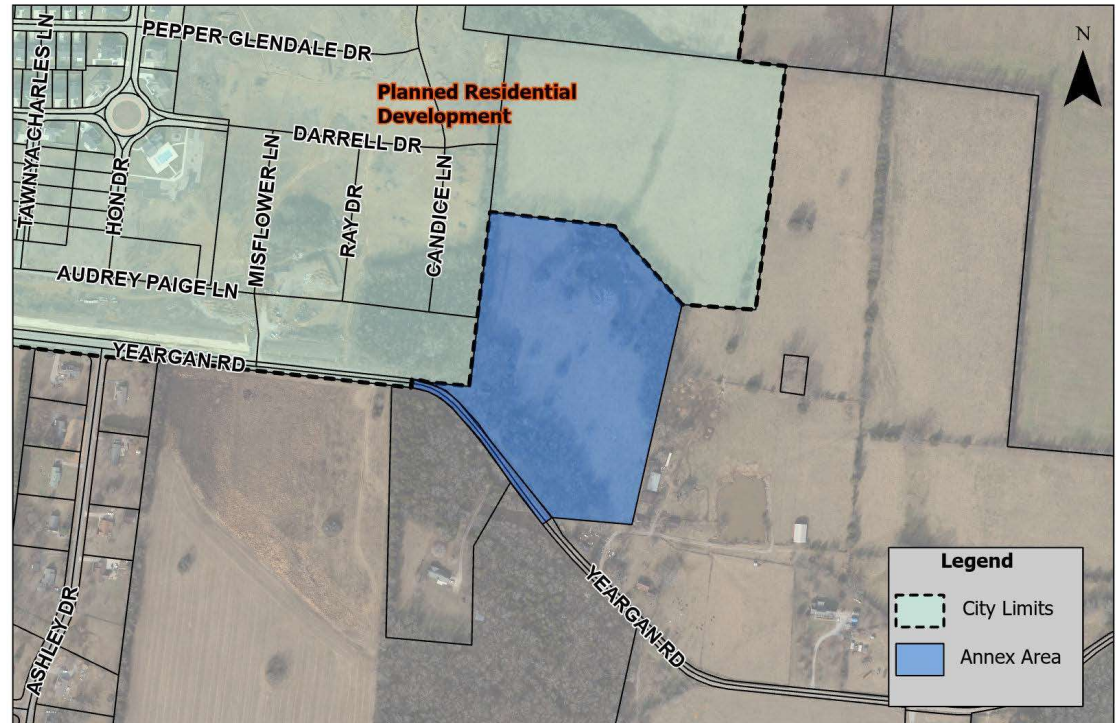 PEPPER GLENDALE DR
N
TAWNYA CHARLES LN
Planned Residential
Development
DARRELL DR
HON DR
MISFLOWER LN
RAY DR
CANDICE LN
AUDREY PAIGE LN
YEARGAN RD
ASHLEY DR
YEARGAN RD
Legend
City Limits
Annex Area